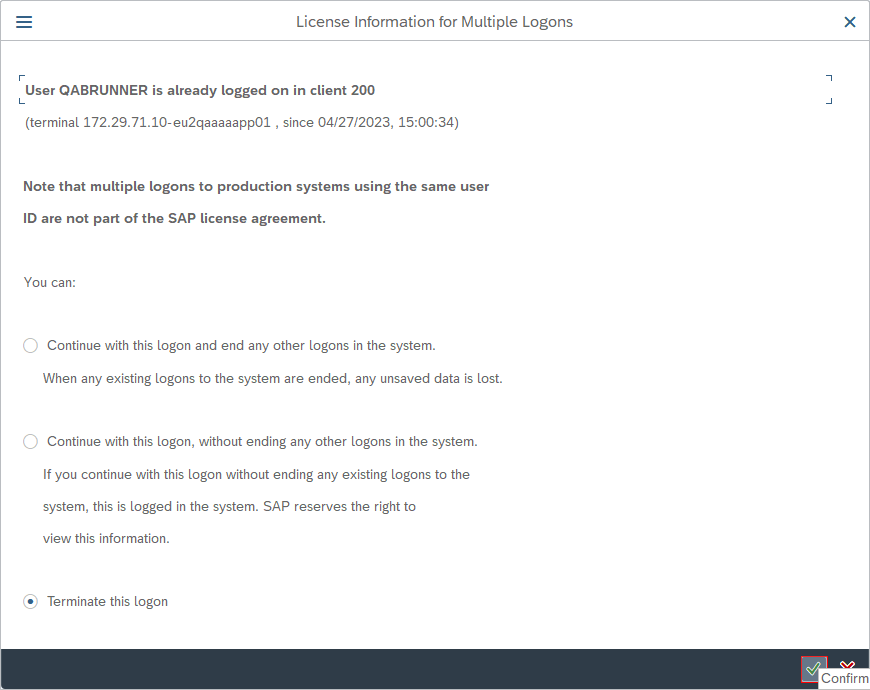 License Information for Multiple Logons
User QABRUNNER is already logged on in client 200
(terminal 172.29.71.10-eu2qaaaaapp01 , since 04/27/2023, 15:00:34)
Note that multiple logons to production systems using the same user
ID are not part of the SAP license agreement.
You can:
Continue with this logon and end any other logons in the system.
When any existing logons to the system are ended, any unsaved data is lost.
Continue with this logon, without ending any other logons in the system.
If you continue with this logon without ending any existing logons to the
system, this is logged in the system. SAP reserves the right to
view this information.
Terminate this logon
Confirm